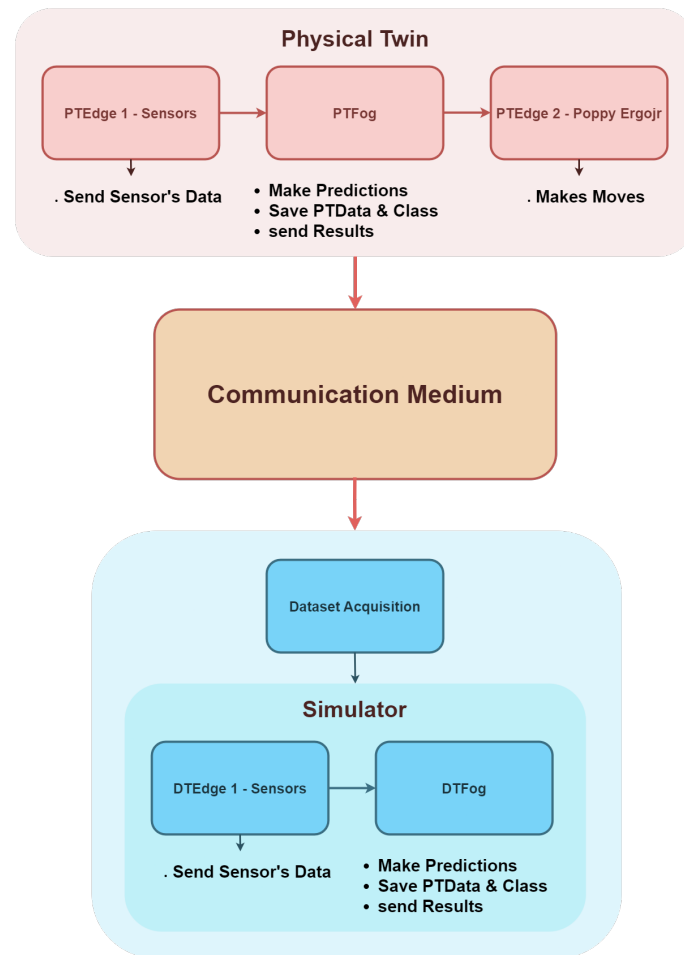 Physical Twin
PTEdge 1 - Sensors
PTFog
PTEdge 2 - Poppy Ergojr
. Send Sensor's Data
• Make Predictions
• Save PTData & Class
• send Results
. Makes Moves
Communication Medium
Dataset Acquisition
Simulator
DTEdge 1 - Sensors
DTFog
. Send Sensor's Data
• Make Predictions
• Save PTData & Class
• send Results